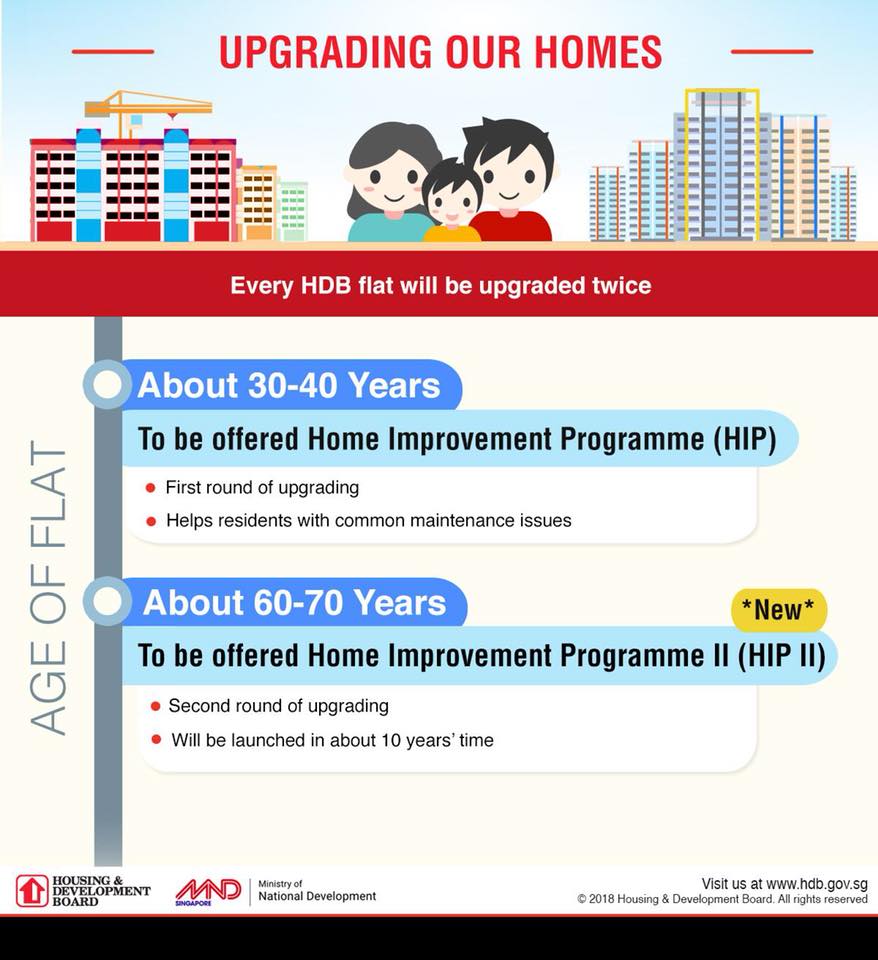 UPGRADING OUR HOMES
Every HDB flat will be upgraded twice
AGE OF FLAT
About 30-40 Years
To be offered Home Improvement Programme (HIP)
First round of upgrading
Helps residents with common maintenance issues
About 60-70 Years
*New*
To be offered Home Improvement Programme II (HIP II)
Second round of upgrading
Will be launched in about 10 years’ time
HOUSING &
DEVELOPMENT
BOARD
MND
SINGAPORE
Ministry of
National Development
Visit us at www.hdb.gov.sg
© 2018 Housing & Development Board. All rights reserved